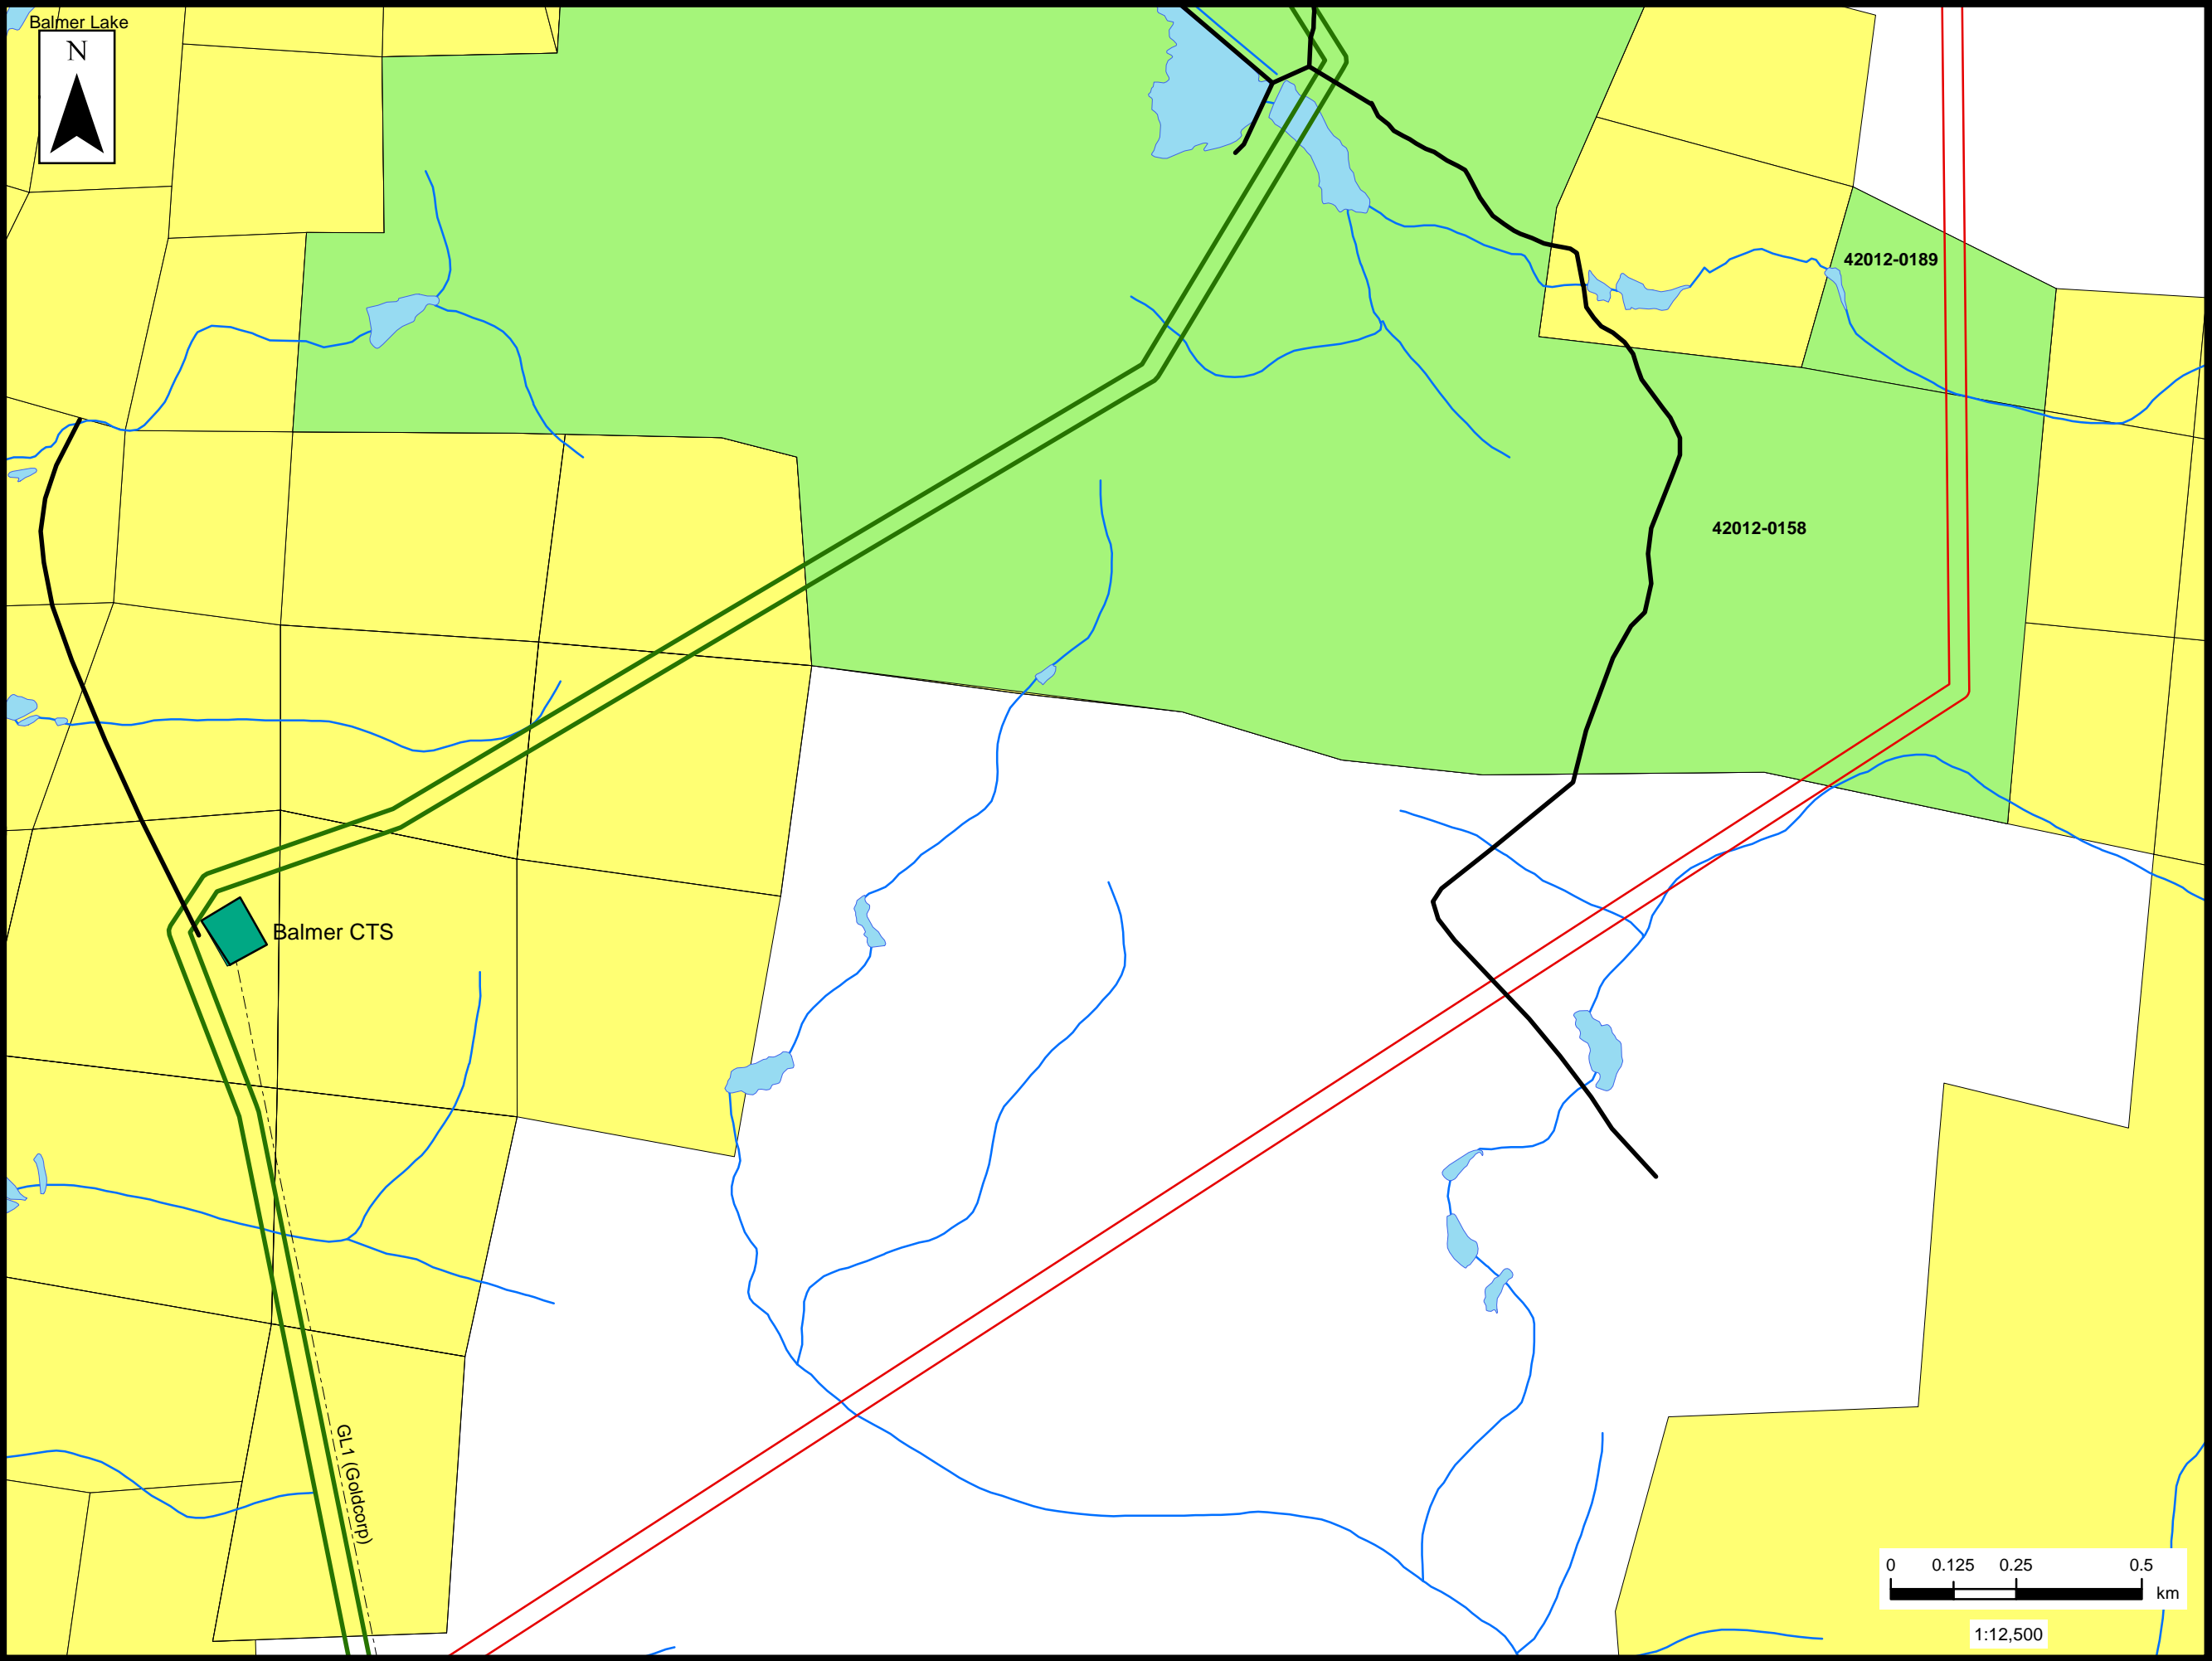 Balmer Lake
N
42012-0189
42012-0158
Balmer CTS
GL1 (Goldcorp)
0 0.125 0.25 0.5
km
1:12,500